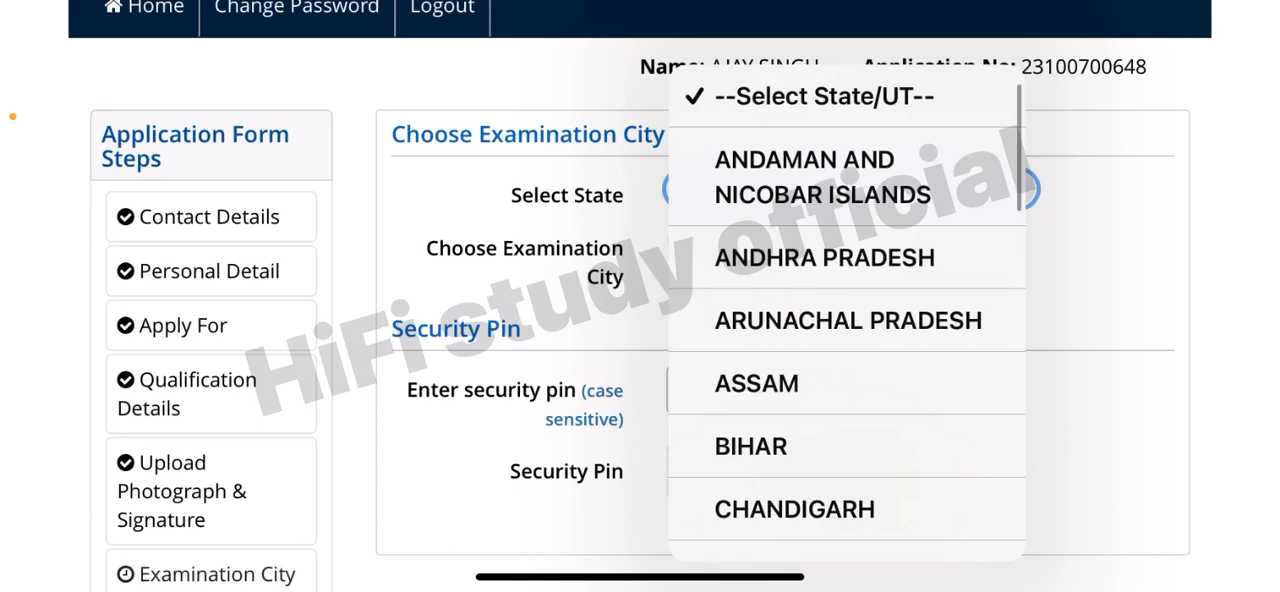 Home
Change Password
Logout
Name: AJAY SINGH Application No: 23100700648
Application Form
Steps
Contact Details
Personal Detail
Apply For
Qualification
Details
Upload
Photograph &
Signature
Examination City
Choose Examination City
Select State
Choose Examination
City
Security Pin
Enter security pin (case
sensitive)
Security Pin
--Select State/UT--
ANDAMAN AND
NICOBAR ISLANDS
ANDHRA PRADESH
ARUNACHAL PRADESH
ASSAM
BIHAR
CHANDIGARH
HiFi study official